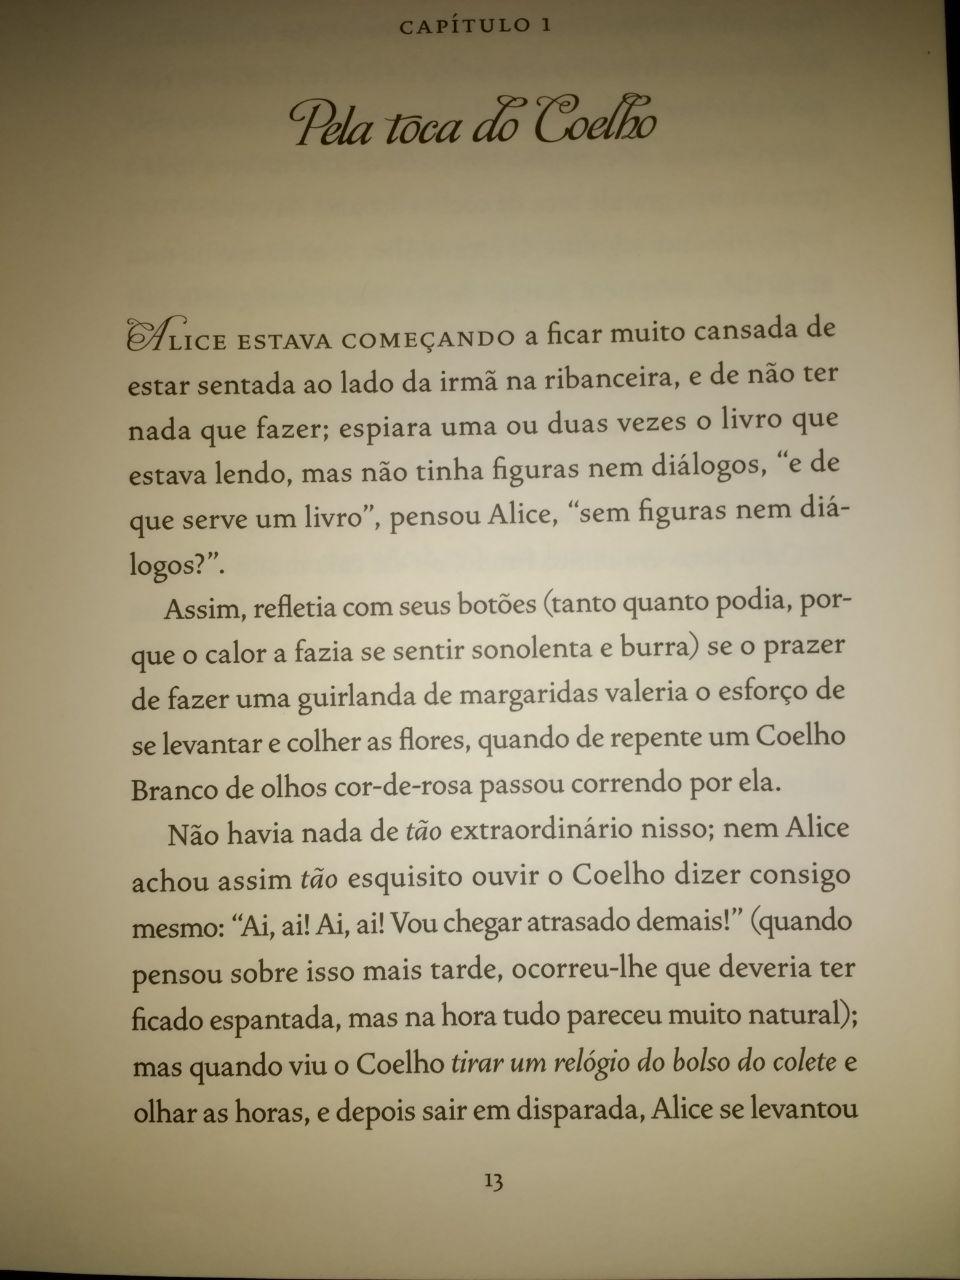 CAPÍTULO 1
Pela toca do Coelho
ALICE ESTAVA COMEÇANDO a ficar muito cansada de
estar sentada ao lado da irmã na ribanceira, e de não ter
nada que fazer; espiara uma ou duas vezes o livro que
estava lendo, mas não tinha figuras nem diálogos, “e de
que serve um livro”, pensou Alice, “sem figuras nem diá-
logos?”.
Assim, refletia com seus botões (tanto quanto podia, por-
que o calor a fazia se sentir sonolenta e burra) se o prazer
de fazer uma guirlanda de margaridas valeria o esforço de
se levantar e colher as flores, quando de repente um Coelho
Branco de olhos cor-de-rosa passou correndo por ela.
Não havia nada de tão extraordinário nisso; nem Alice
achou assim tão esquisito ouvir o Coelho dizer consigo
mesmo: “Ai, ai! Ai, ai! Vou chegar atrasado demais!” (quando
pensou sobre isso mais tarde, ocorreu-lhe que deveria ter
ficado espantada, mas na hora tudo pareceu muito natural);
mas quando viu o Coelho tirar um relógio do bolso do colete e
olhar as horas, e depois sair em disparada, Alice se levantou
13